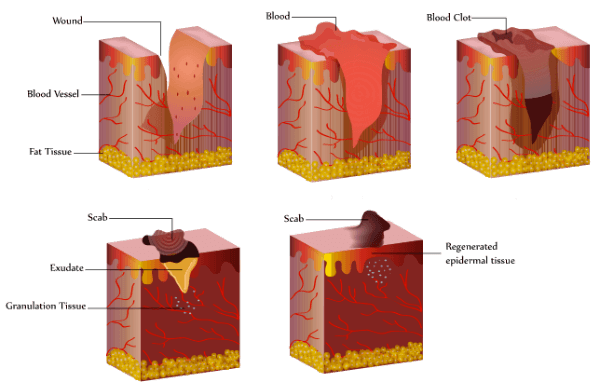 Wound
Blood
Blood Clot
Blood Vessel
Fat Tissue
Scab
Scab
Regenerated
epidermal tissue
Exudate
Granulation Tissue